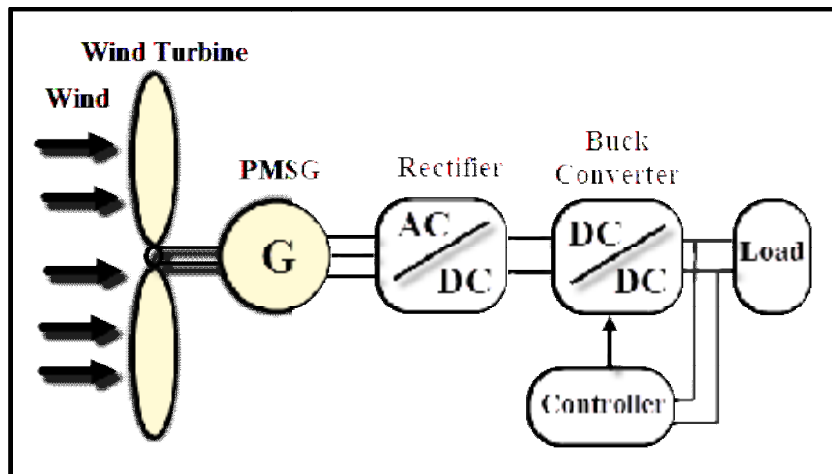 Wind Turbine
Wind
PMSG
Rectifier
Buck
Converter
G
AC
DC
DC
DC
Load
Controller